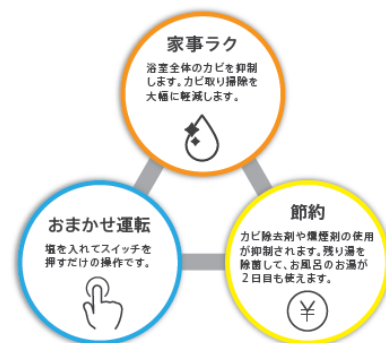 家事ラク
浴室全体のカビを抑制
します。カビ取り掃除を
大幅に軽減します。
おまかせ運転
塩を入れてスイッチを
押すだけの操作です。
節約
カビ除去剤や燻煙剤の使用
が抑制されます。残り湯を
除菌して、お風呂のお湯が
2日目も使えます。
¥